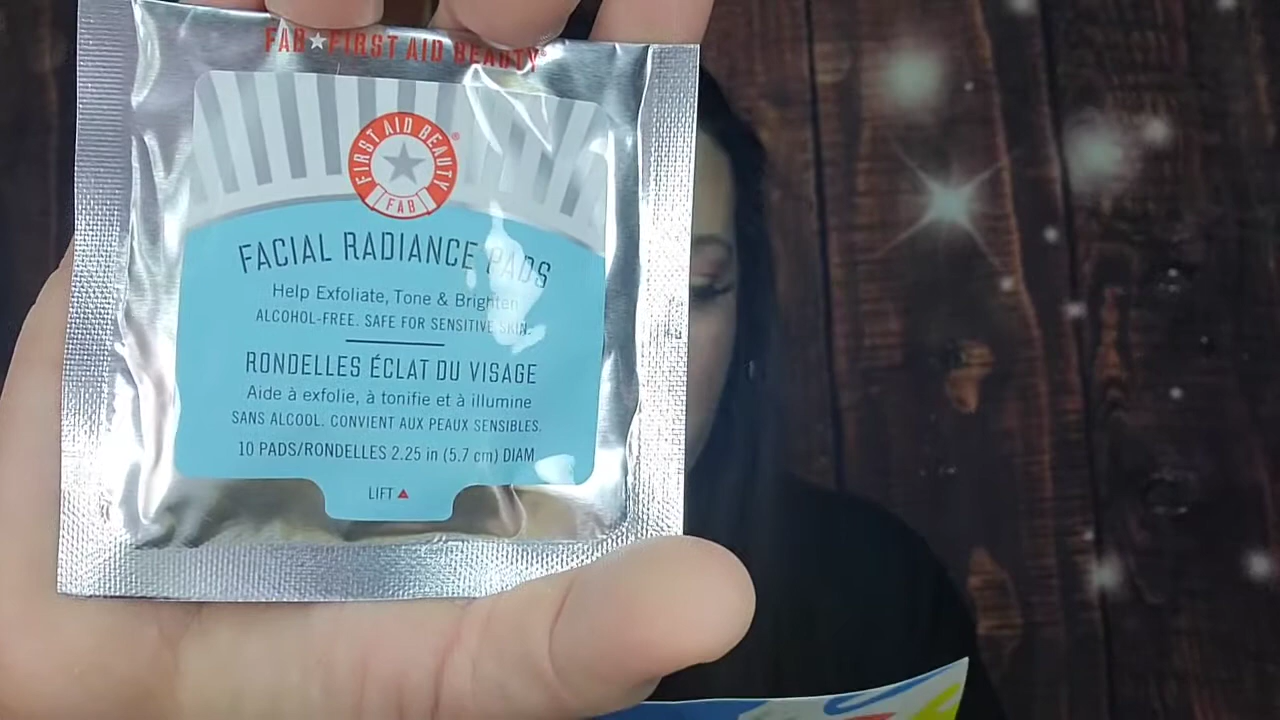 FAB★FIRST AID BEAUTY®
FIRST AID BEAUTY®
FAB
FACIAL RADIANCE PADS
Help Exfoliate, Tone & Brighten
ALCOHOL-FREE. SAFE FOR SENSITIVE SKIN.
RONDELLES ÉCLAT DU VISAGE
Aide à exfolie, à tonifie et à illumine
SANS ALCOOL. CONVIENT AUX PEAUX SENSIBLES.
10 PADS/RONDELLES 2.25 in (5.7 cm) DIAM
LIFT